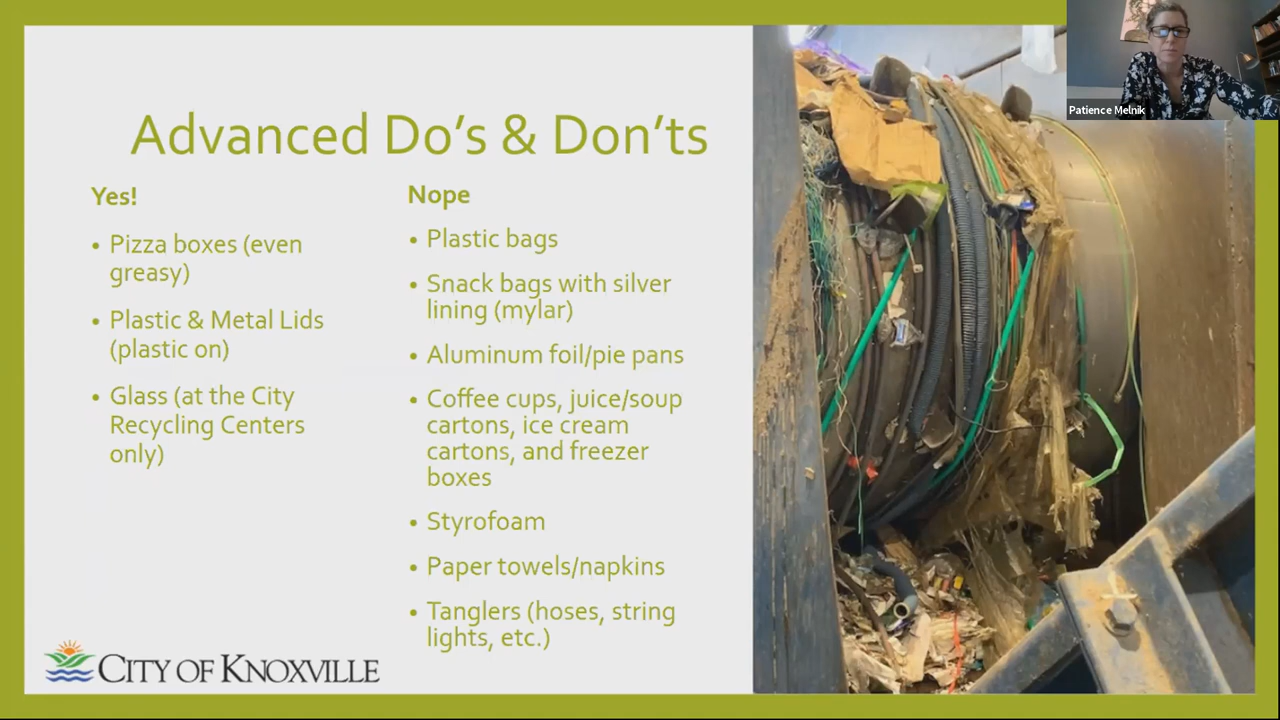 Patience Melnik
Advanced Do's & Don'ts
Yes!
• Pizza boxes (even
greasy)
• Plastic & Metal Lids
(plastic on)
• Glass (at the City
Recycling Centers
only)
Nope
• Plastic bags
• Snack bags with silver
lining (mylar)
• Aluminum foil/pie pans
• Coffee cups, juice/soup
cartons, ice cream
cartons, and freezer
boxes
• Styrofoam
• Paper towels/napkins
• Tanglers (hoses, string
lights, etc.)
CITY OF KNOXVILLE